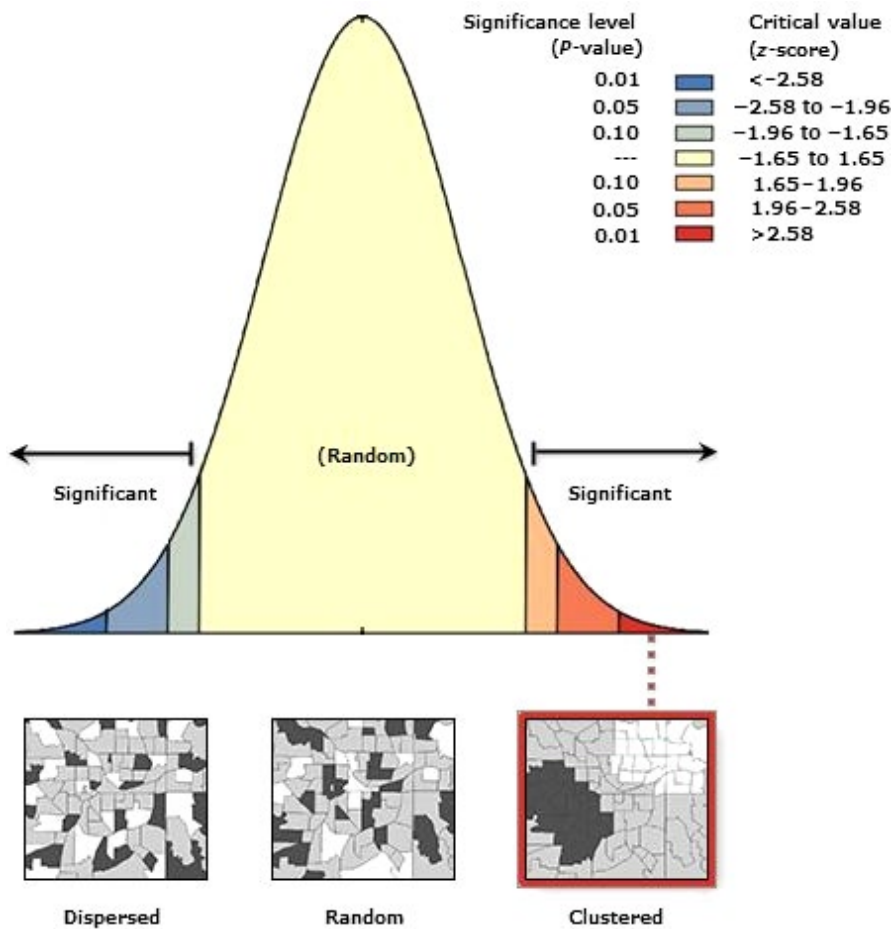 Significance level Critical value
(P-value) (z-score)
0.01 <−2.58
0.05 −2.58 to −1.96
0.10 −1.96 to −1.65
--- −1.65 to 1.65
0.10 1.65−1.96
0.05 1.96−2.58
0.01 >2.58
(Random)
Significant Significant
Dispersed Random Clustered